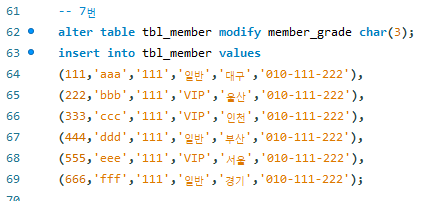 61 -- 7번
62 alter table tbl_member modify member_grade char(3);
63 insert into tbl_member values
64 (111,'aaa','111','일반','대구','010-111-222'),
65 (222,'bbb','111','VIP','울산','010-111-222'),
66 (333,'ccc','111','VIP','인천','010-111-222'),
67 (444,'ddd','111','일반','부산','010-111-222'),
68 (555,'eee','111','VIP','서울','010-111-222'),
69 (666,'fff','111','일반','경기','010-111-222');
70